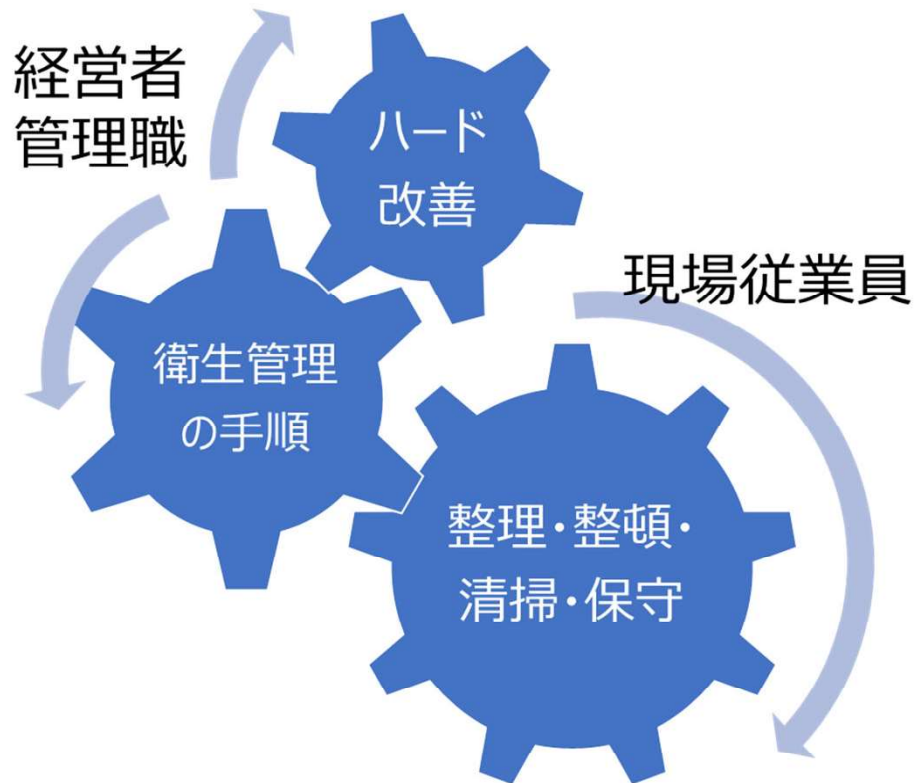 経営者
管理職
ハード
改善
現場従業員
衛生管理
の手順
整理・整頓・
清掃・保守